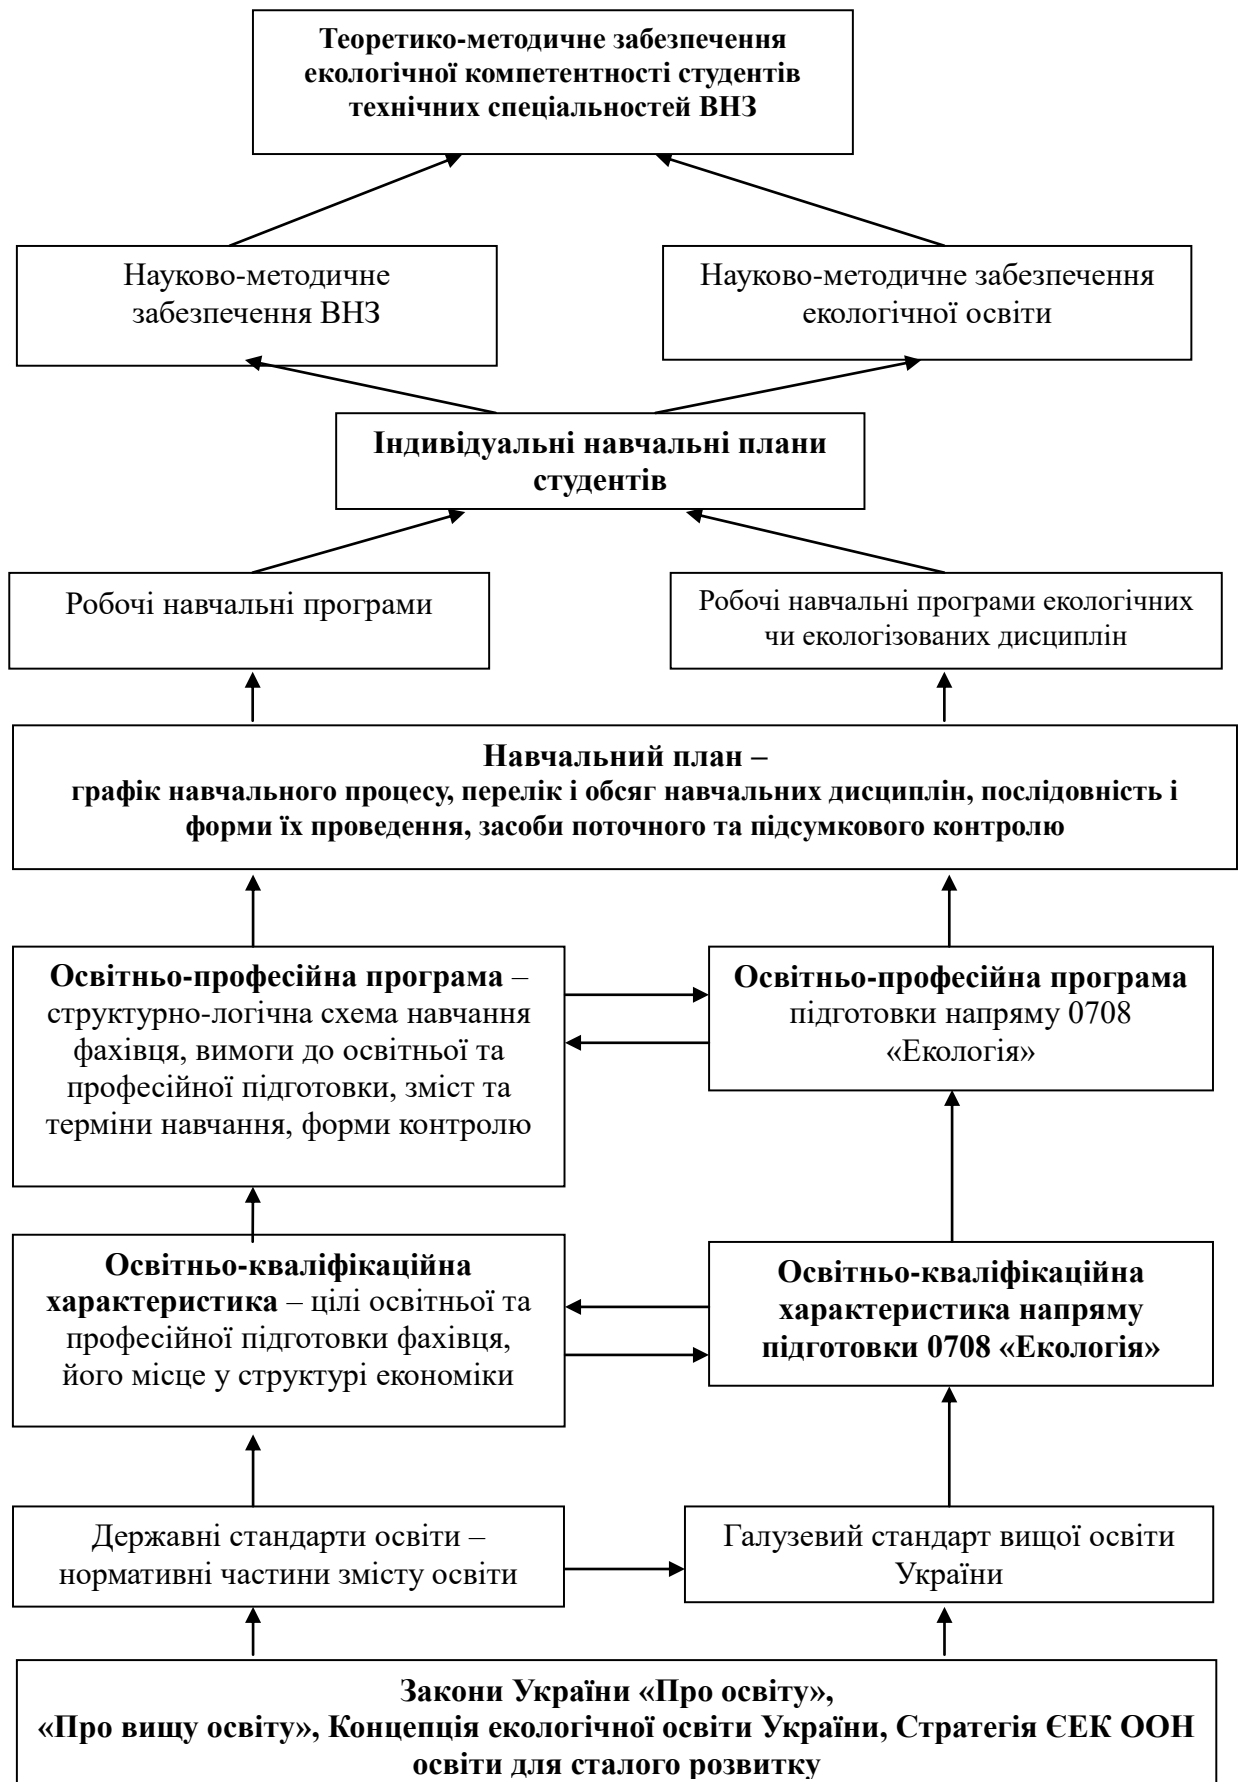 Теоретико-методичне забезпечення
екологічної компетентності студентів
технічних спеціальностей ВНЗ
Науково-методичне
забезпечення ВНЗ
Науково-методичне забезпечення
екологічної освіти
Індивідуальні навчальні плани
студентів
Робочі навчальні програми
Робочі навчальні програми екологічних
чи екологізованих дисциплін
Навчальний план –
графік навчального процесу, перелік і обсяг навчальних дисциплін, послідовність і
форми їх проведення, засоби поточного та підсумкового контролю
Освітньо-професійна програма –
структурно-логічна схема навчання
фахівця, вимоги до освітньої та
професійної підготовки, зміст та
терміни навчання, форми контролю
Освітньо-професійна програма
підготовки напряму 0708
«Екологія»
Освітньо-кваліфікаційна
характеристика – цілі освітньої та
професійної підготовки фахівця,
його місце у структурі економіки
Освітньо-кваліфікаційна
характеристика напряму
підготовки 0708 «Екологія»
Державні стандарти освіти –
нормативні частини змісту освіти
Галузевий стандарт вищої освіти
України
Закони України «Про освіту»,
«Про вищу освіту», Концепція екологічної освіти України, Стратегія ЄЕК ООН
освіти для сталого розвитку